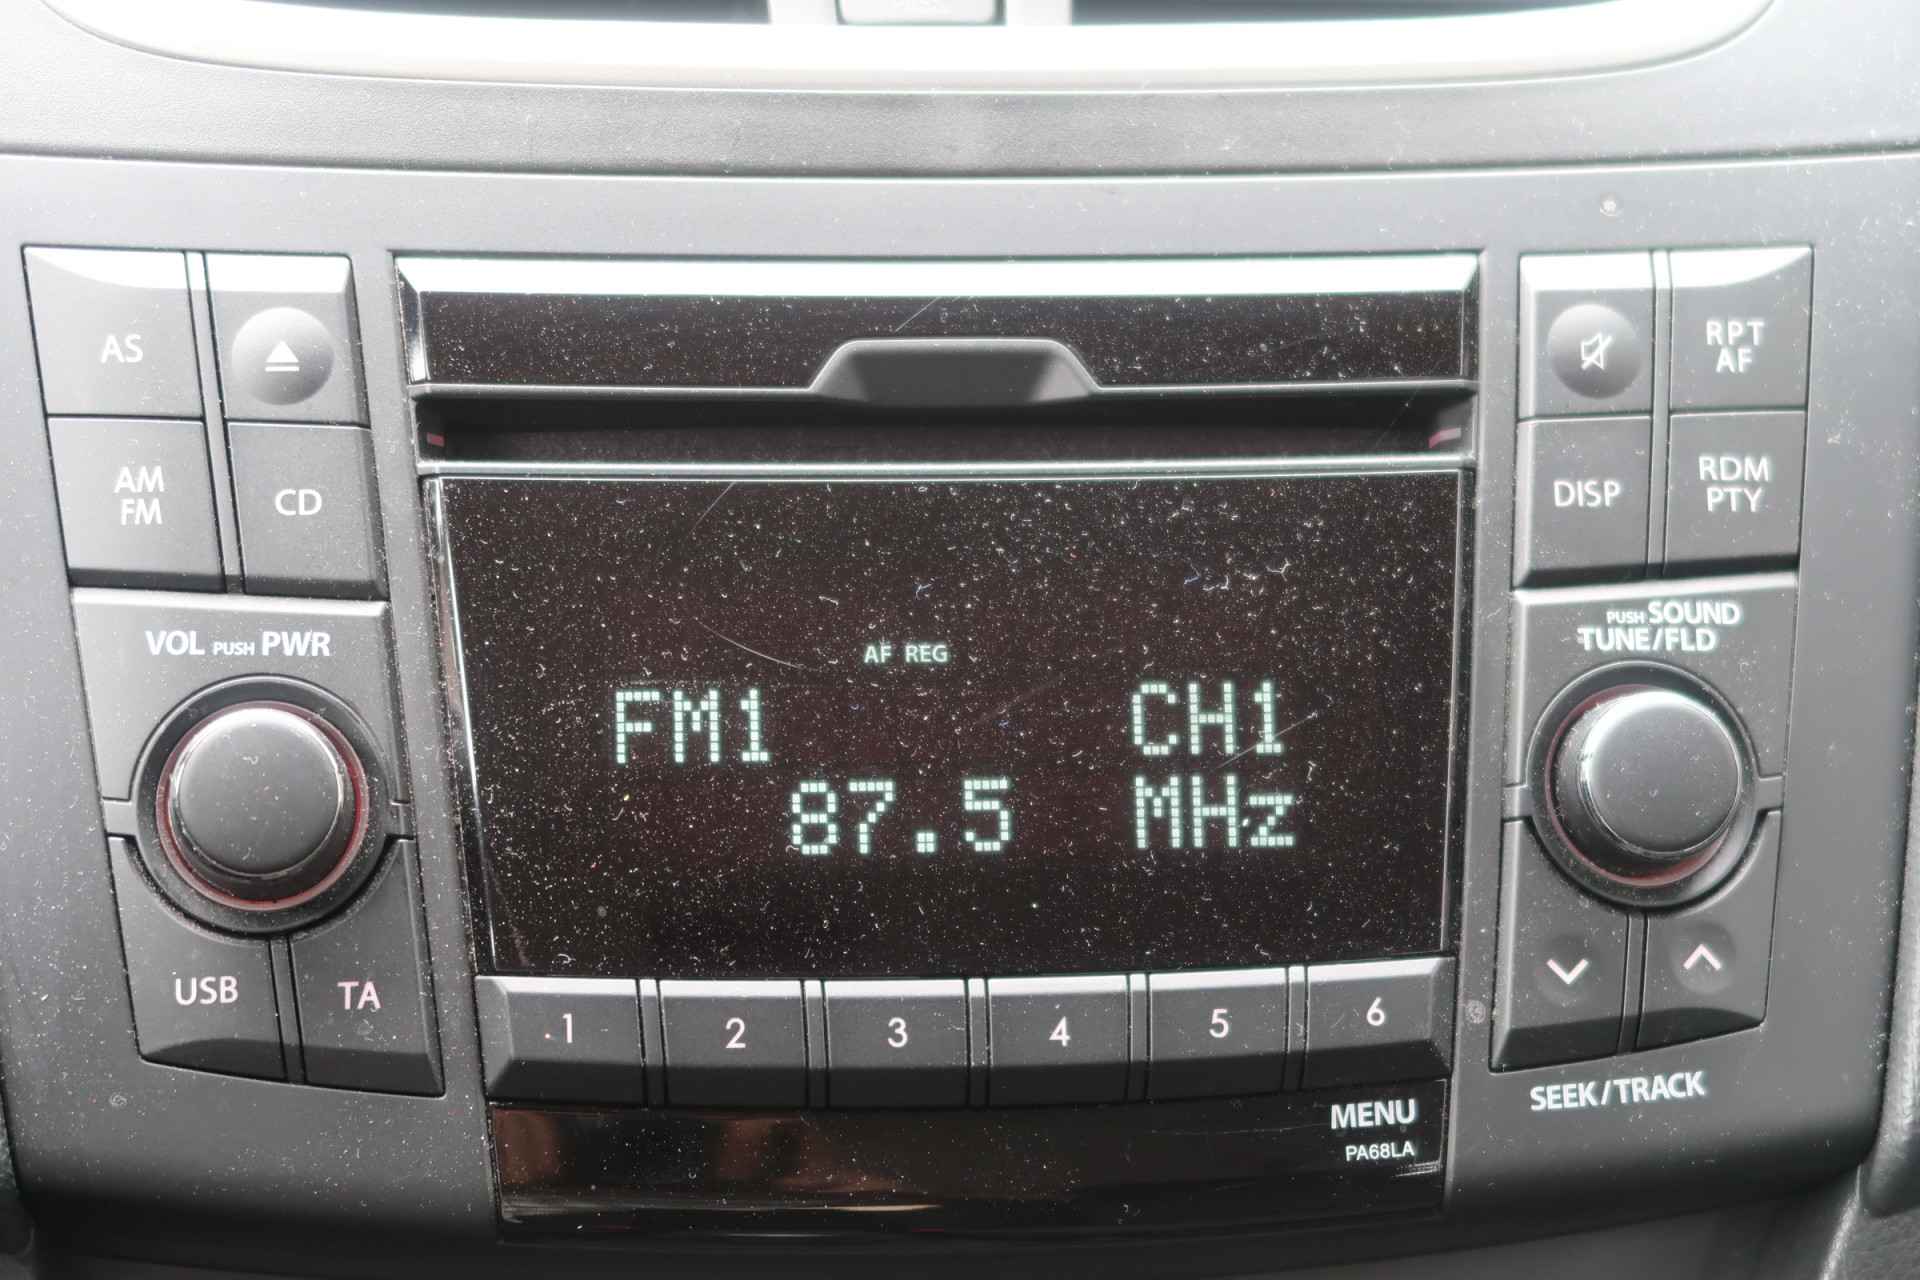 AS
RPT
AF
AM
FM
CD
DISP
RDM
PTY
VOL PUSH PWR
PUSH SOUND
TUNE/FLD
AF REG
FM1 CH1
87.5 MHz
USB
TA
1 2 3 4 5 6
SEEK/TRACK
MENU
PA68LA